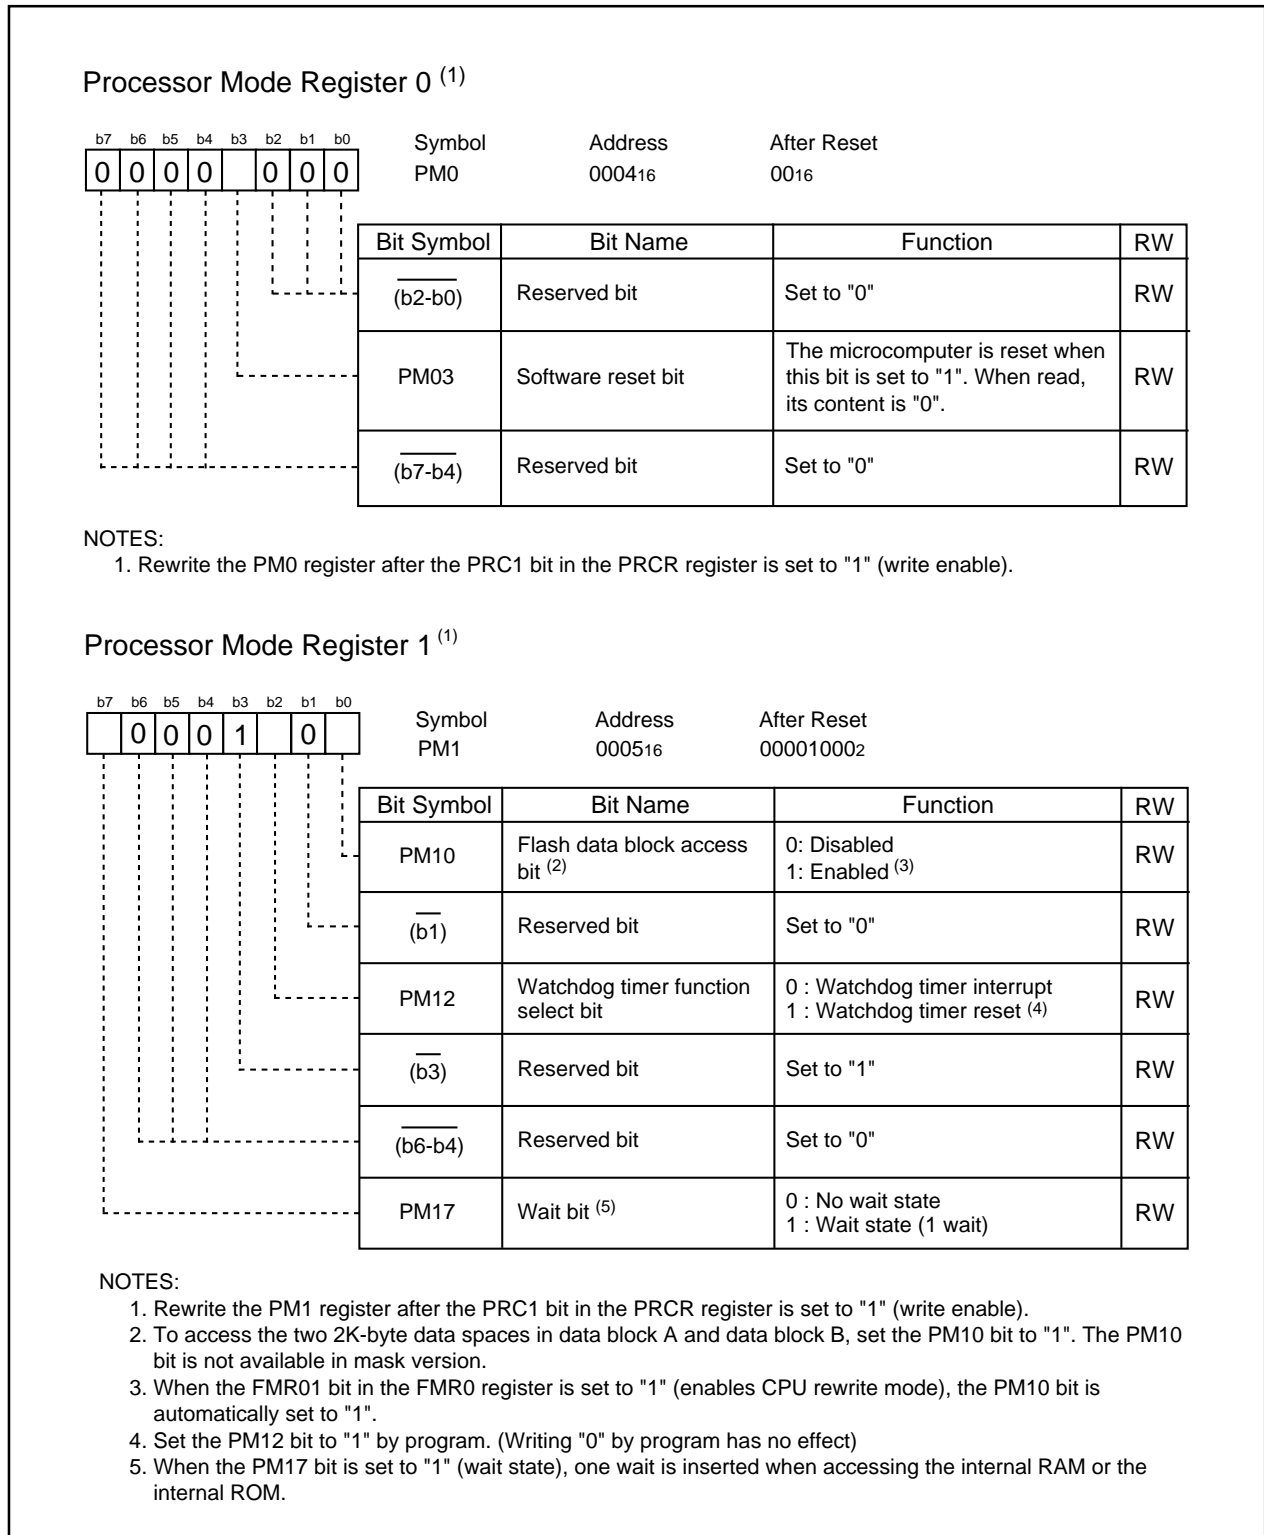 Processor Mode Register 0 (1)
b7 b6 b5 b4 b3 b2 b1 b0
0 0 0 0 0 0 0
Symbol Address After Reset
PM0 000416 0016
Bit Symbol Bit Name Function RW
(b2-b0) Reserved bit Set to "0" RW
PM03 Software reset bit The microcomputer is reset when
this bit is set to "1". When read,
its content is "0".
RW
(b7-b4) Reserved bit Set to "0" RW
NOTES:
1. Rewrite the PM0 register after the PRC1 bit in the PRCR register is set to "1" (write enable).
Processor Mode Register 1 (1)
b7 b6 b5 b4 b3 b2 b1 b0
0 0 0 1 0
Symbol Address After Reset
PM1 000516 000010002
Bit Symbol Bit Name Function RW
PM10 Flash data block access
bit (2)
0: Disabled
1: Enabled (3)
RW
(b1) Reserved bit Set to "0" RW
PM12 Watchdog timer function
select bit
0 : Watchdog timer interrupt
1 : Watchdog timer reset (4)
RW
(b3) Reserved bit Set to "1" RW
(b6-b4) Reserved bit Set to "0" RW
PM17 Wait bit (5)
0 : No wait state
1 : Wait state (1 wait)
RW
NOTES:
1. Rewrite the PM1 register after the PRC1 bit in the PRCR register is set to "1" (write enable).
2. To access the two 2K-byte data spaces in data block A and data block B, set the PM10 bit to "1". The PM10
bit is not available in mask version.
3. When the FMR01 bit in the FMR0 register is set to "1" (enables CPU rewrite mode), the PM10 bit is
automatically set to "1".
4. Set the PM12 bit to "1" by program. (Writing "0" by program has no effect)
5. When the PM17 bit is set to "1" (wait state), one wait is inserted when accessing the internal RAM or the
internal ROM.